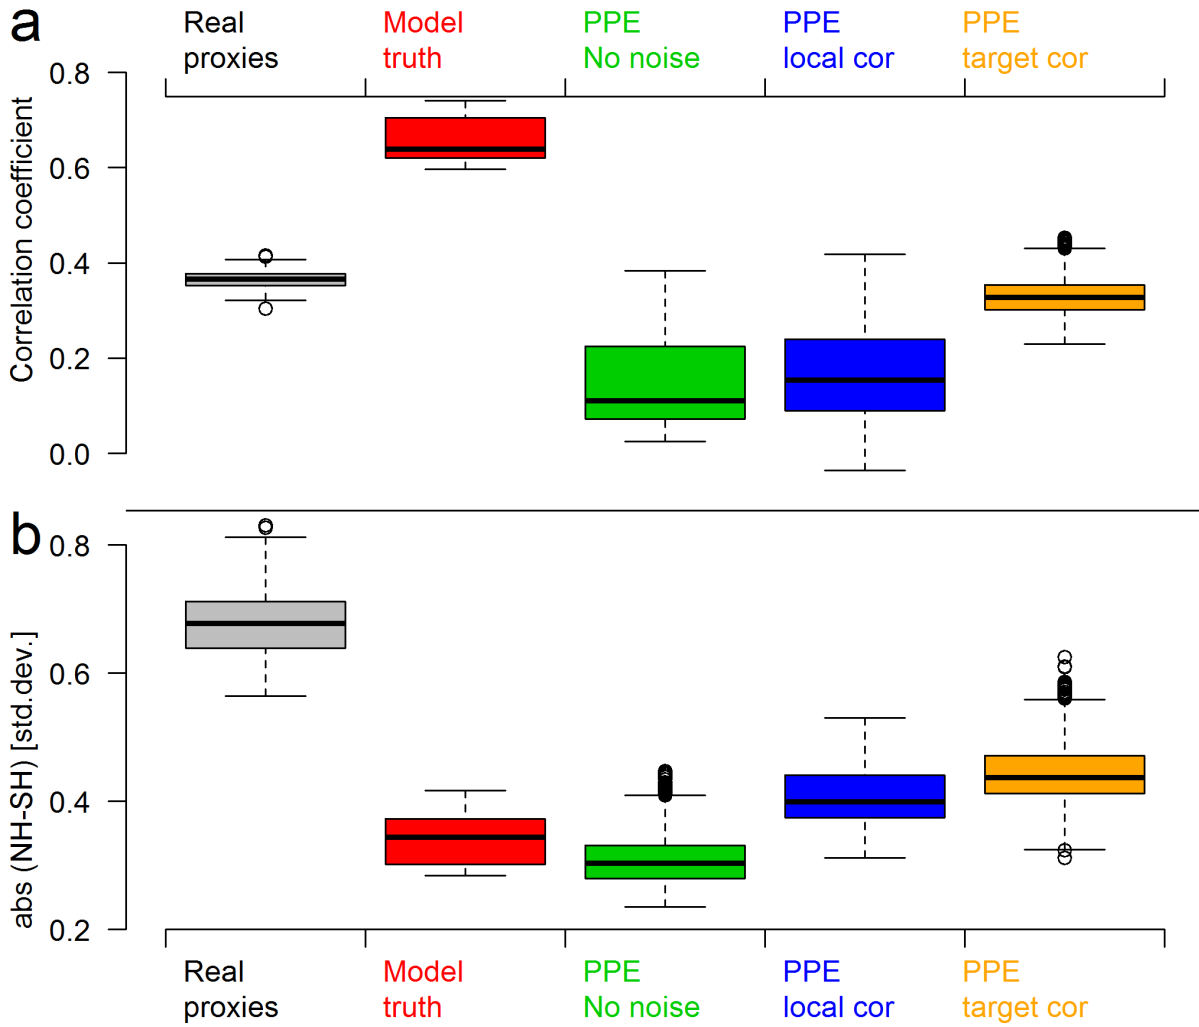 a
Real Model PPE PPE PPE
proxies truth No noise local cor target cor
Correlation coefficient
0.8
0.6
0.4
0.2
0.0
b
abs (NH-SH) [std.dev.]
0.8
0.6
0.4
0.2
Real Model PPE PPE PPE
proxies truth No noise local cor target cor